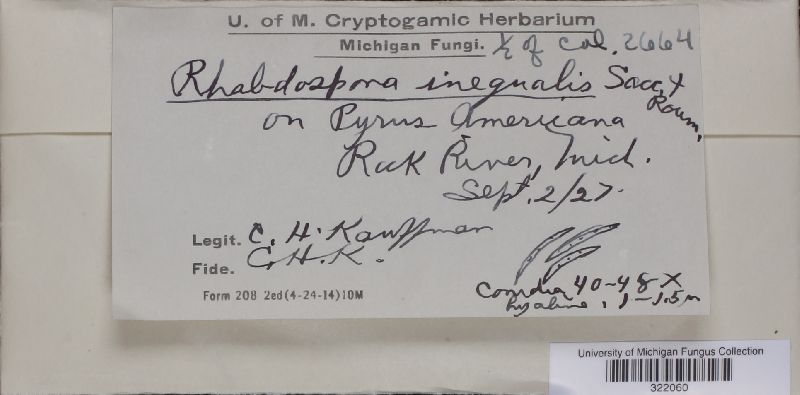 U. of M. Cryptogamic Herbarium
Michigan Fungi. ½ of col. 2664
Rhabdospora inequalis Sacc. & Roum.
on Pyrus Americana
Rock River, Mich.
Sept. 2/27.
Legit. C. H. Kauffman
Fide. C. H. K.
Conidia 40-48 X
hyaline, 1-1.5 µ
Form 208 2ed(4-24-14)10M
University of Michigan Fungus Collection
322060